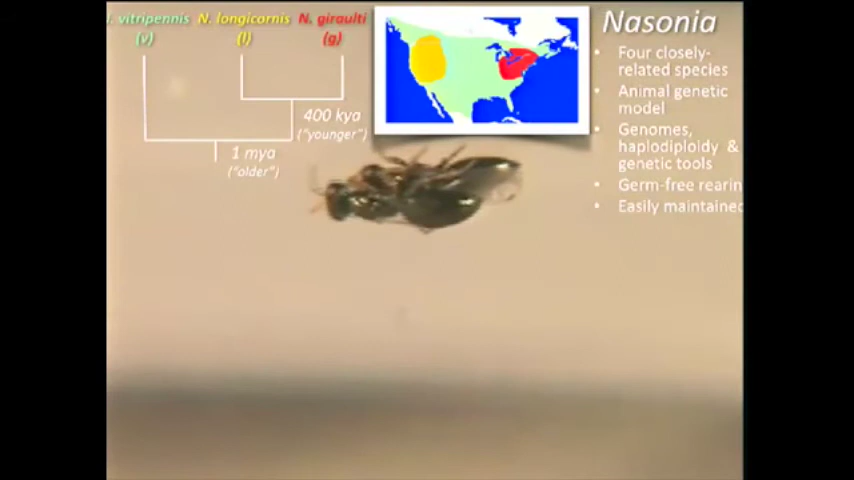 . vitripennis N. longicornis N. giraulti
(v) (l) (g)
400 kya
("younger")
1 mya
("older")
Nasonia
• Four closely-
related species
• Animal genetic
model
• Genomes,
haplodiploidy &
genetic tools
• Germ-free rearin
• Easily maintained